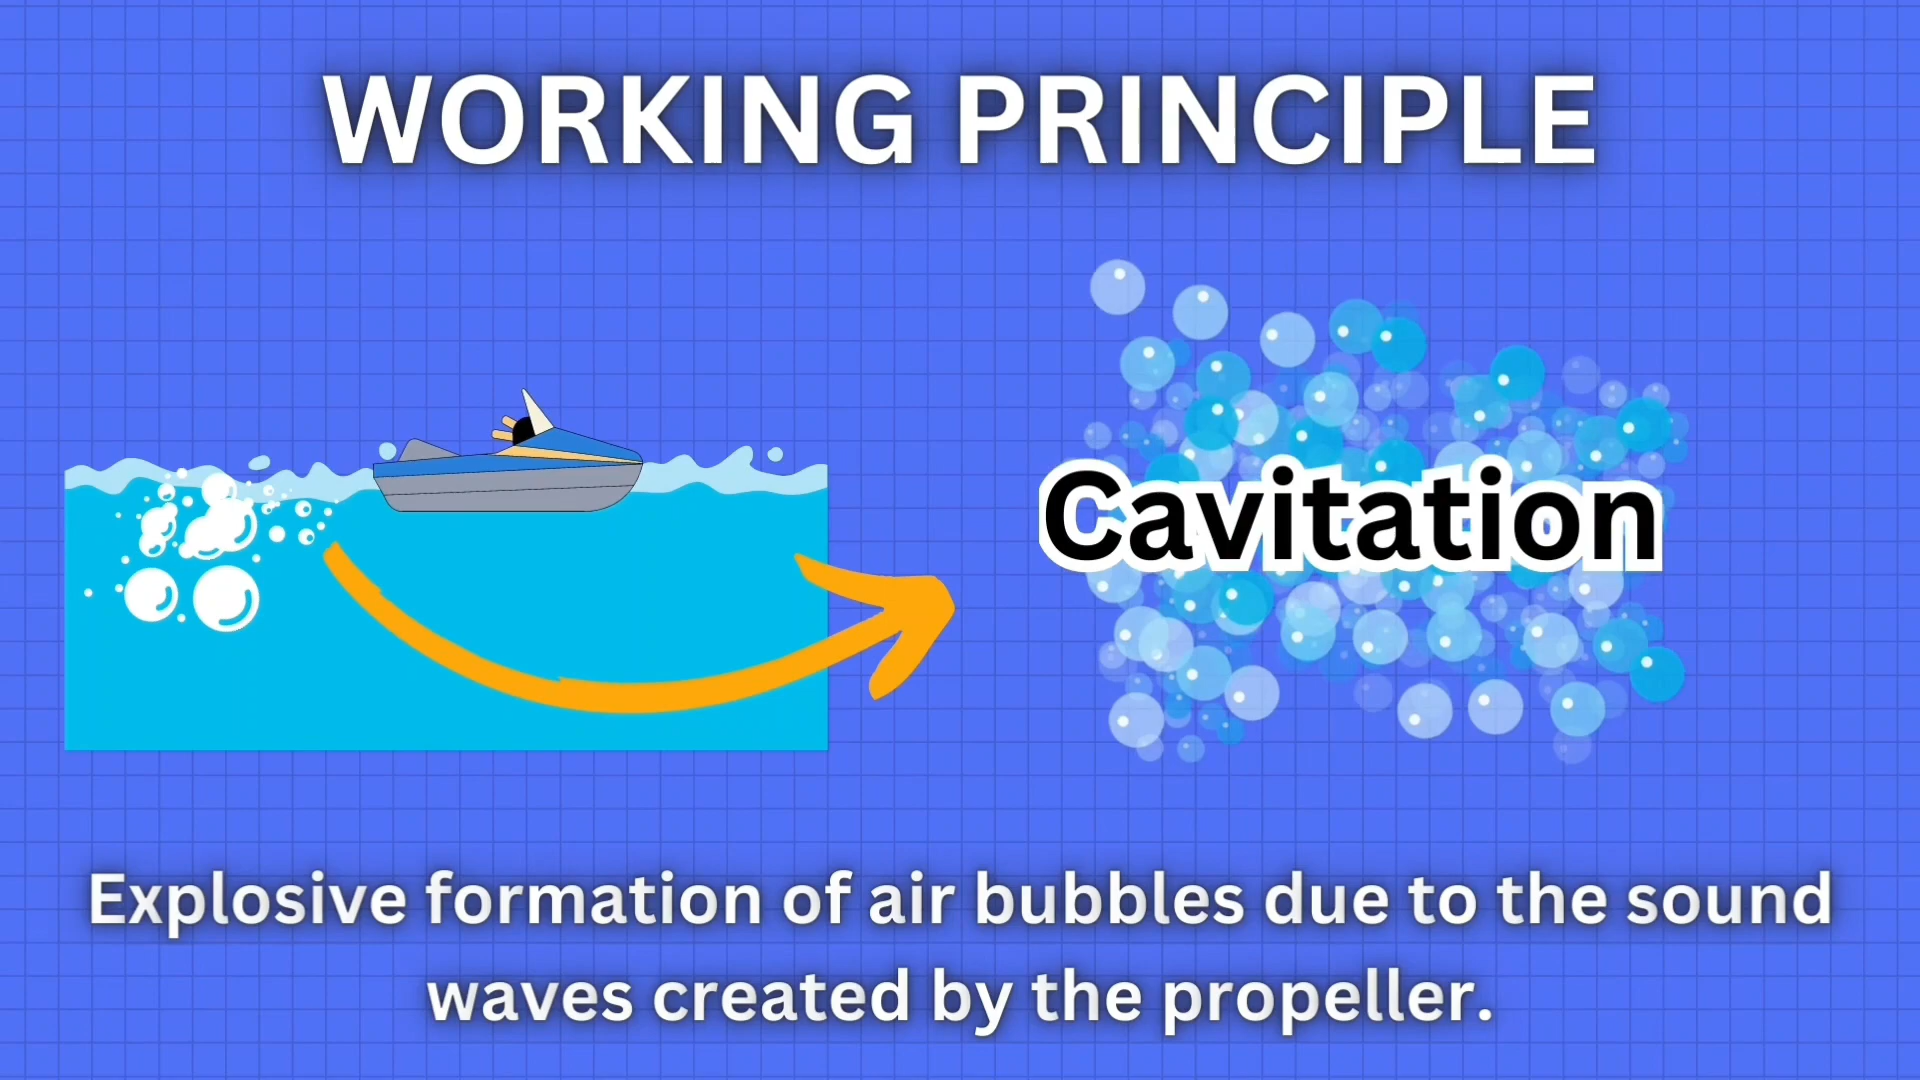 WORKING PRINCIPLE
Cavitation
Explosive formation of air bubbles due to the sound
waves created by the propeller.